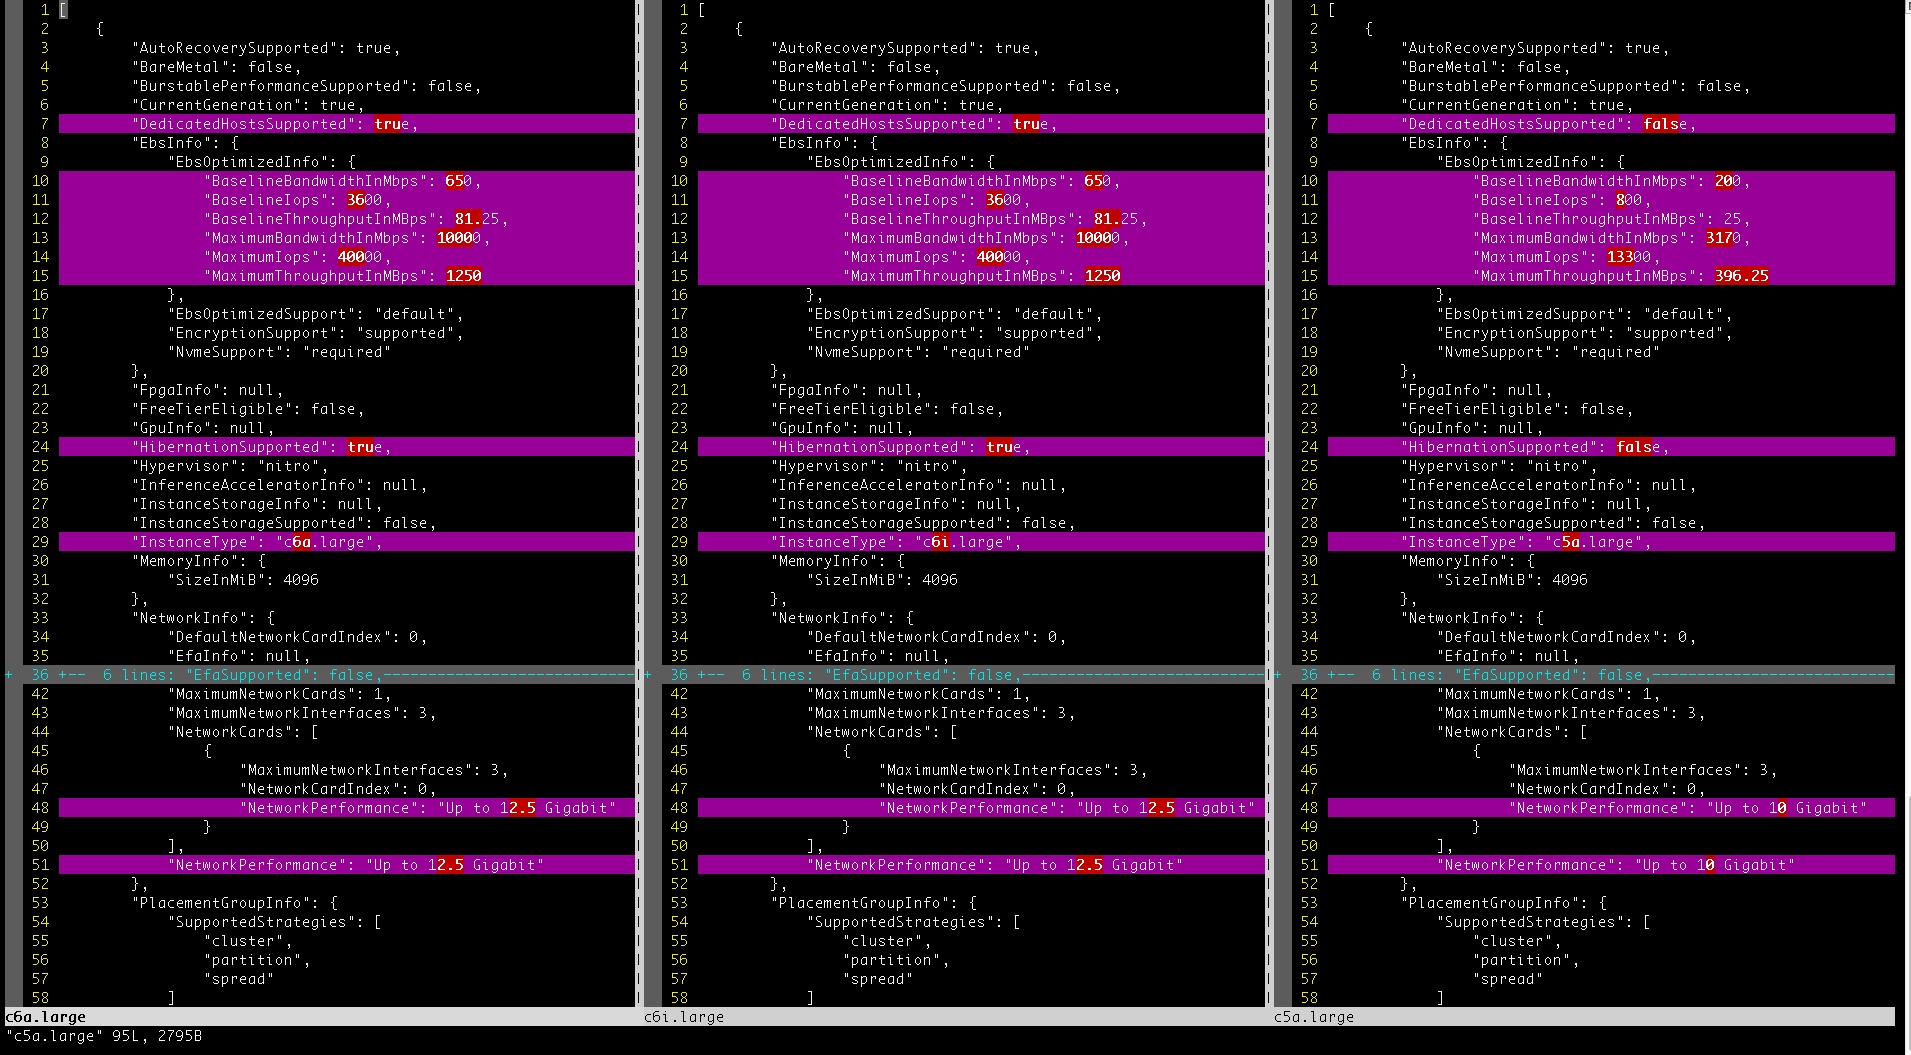 1 [
2     {
3         "AutoRecoverySupported": true,
4         "BareMetal": false,
5         "BurstablePerformanceSupported": false,
6         "CurrentGeneration": true,
7         "DedicatedHostsSupported": true,
8         "EbsInfo": {
9             "EbsOptimizedInfo": {
10                 "BaselineBandwidthInMbps": 650,
11                 "BaselineIops": 3600,
12                 "BaselineThroughputInMBps": 81.25,
13                 "MaximumBandwidthInMbps": 10000,
14                 "MaximumIops": 40000,
15                 "MaximumThroughputInMBps": 1250
16             },
17             "EbsOptimizedSupport": "default",
18             "EncryptionSupport": "supported",
19             "NvmeSupport": "required"
20         },
21         "FpgaInfo": null,
22         "FreeTierEligible": false,
23         "GpuInfo": null,
24         "HibernationSupported": true,
25         "Hypervisor": "nitro",
26         "InferenceAcceleratorInfo": null,
27         "InstanceStorageInfo": null,
28         "InstanceStorageSupported": false,
29         "InstanceType": "c6a.large",
30         "MemoryInfo": {
31             "SizeInMiB": 4096
32         },
33         "NetworkInfo": {
34             "DefaultNetworkCardIndex": 0,
35             "EfaInfo": null,
+ 36 +--  6 lines: "EfaSupported": false,----------------------------
42             "MaximumNetworkCards": 1,
43             "MaximumNetworkInterfaces": 3,
44             "NetworkCards": [
45                 {
46                     "MaximumNetworkInterfaces": 3,
47                     "NetworkCardIndex": 0,
48                     "NetworkPerformance": "Up to 12.5 Gigabit"
49                 }
50             ],
51             "NetworkPerformance": "Up to 12.5 Gigabit"
52         },
53         "PlacementGroupInfo": {
54             "SupportedStrategies": [
55                 "cluster",
56                 "partition",
57                 "spread"
58             ]
c6a.large
1 [
2     {
3         "AutoRecoverySupported": true,
4         "BareMetal": false,
5         "BurstablePerformanceSupported": false,
6         "CurrentGeneration": true,
7         "DedicatedHostsSupported": true,
8         "EbsInfo": {
9             "EbsOptimizedInfo": {
10                 "BaselineBandwidthInMbps": 650,
11                 "BaselineIops": 3600,
12                 "BaselineThroughputInMBps": 81.25,
13                 "MaximumBandwidthInMbps": 10000,
14                 "MaximumIops": 40000,
15                 "MaximumThroughputInMBps": 1250
16             },
17             "EbsOptimizedSupport": "default",
18             "EncryptionSupport": "supported",
19             "NvmeSupport": "required"
20         },
21         "FpgaInfo": null,
22         "FreeTierEligible": false,
23         "GpuInfo": null,
24         "HibernationSupported": true,
25         "Hypervisor": "nitro",
26         "InferenceAcceleratorInfo": null,
27         "InstanceStorageInfo": null,
28         "InstanceStorageSupported": false,
29         "InstanceType": "c6i.large",
30         "MemoryInfo": {
31             "SizeInMiB": 4096
32         },
33         "NetworkInfo": {
34             "DefaultNetworkCardIndex": 0,
35             "EfaInfo": null,
+ 36 +--  6 lines: "EfaSupported": false,---------------------------
42             "MaximumNetworkCards": 1,
43             "MaximumNetworkInterfaces": 3,
44             "NetworkCards": [
45                 {
46                     "MaximumNetworkInterfaces": 3,
47                     "NetworkCardIndex": 0,
48                     "NetworkPerformance": "Up to 12.5 Gigabit"
49                 }
50             ],
51             "NetworkPerformance": "Up to 12.5 Gigabit"
52         },
53         "PlacementGroupInfo": {
54             "SupportedStrategies": [
55                 "cluster",
56                 "partition",
57                 "spread"
58             ]
c6i.large
1 [
2     {
3         "AutoRecoverySupported": true,
4         "BareMetal": false,
5         "BurstablePerformanceSupported": false,
6         "CurrentGeneration": true,
7         "DedicatedHostsSupported": false,
8         "EbsInfo": {
9             "EbsOptimizedInfo": {
10                 "BaselineBandwidthInMbps": 200,
11                 "BaselineIops": 800,
12                 "BaselineThroughputInMBps": 25,
13                 "MaximumBandwidthInMbps": 3170,
14                 "MaximumIops": 13300,
15                 "MaximumThroughputInMBps": 396.25
16             },
17             "EbsOptimizedSupport": "default",
18             "EncryptionSupport": "supported",
19             "NvmeSupport": "required"
20         },
21         "FpgaInfo": null,
22         "FreeTierEligible": false,
23         "GpuInfo": null,
24         "HibernationSupported": false,
25         "Hypervisor": "nitro",
26         "InferenceAcceleratorInfo": null,
27         "InstanceStorageInfo": null,
28         "InstanceStorageSupported": false,
29         "InstanceType": "c5a.large",
30         "MemoryInfo": {
31             "SizeInMiB": 4096
32         },
33         "NetworkInfo": {
34             "DefaultNetworkCardIndex": 0,
35             "EfaInfo": null,
+ 36 +--  6 lines: "EfaSupported": false,---------------------------
42             "MaximumNetworkCards": 1,
43             "MaximumNetworkInterfaces": 3,
44             "NetworkCards": [
45                 {
46                     "MaximumNetworkInterfaces": 3,
47                     "NetworkCardIndex": 0,
48                     "NetworkPerformance": "Up to 10 Gigabit"
49                 }
50             ],
51             "NetworkPerformance": "Up to 10 Gigabit"
52         },
53         "PlacementGroupInfo": {
54             "SupportedStrategies": [
55                 "cluster",
56                 "partition",
57                 "spread"
58             ]
c5a.large
"c5a.large" 95L, 2795B